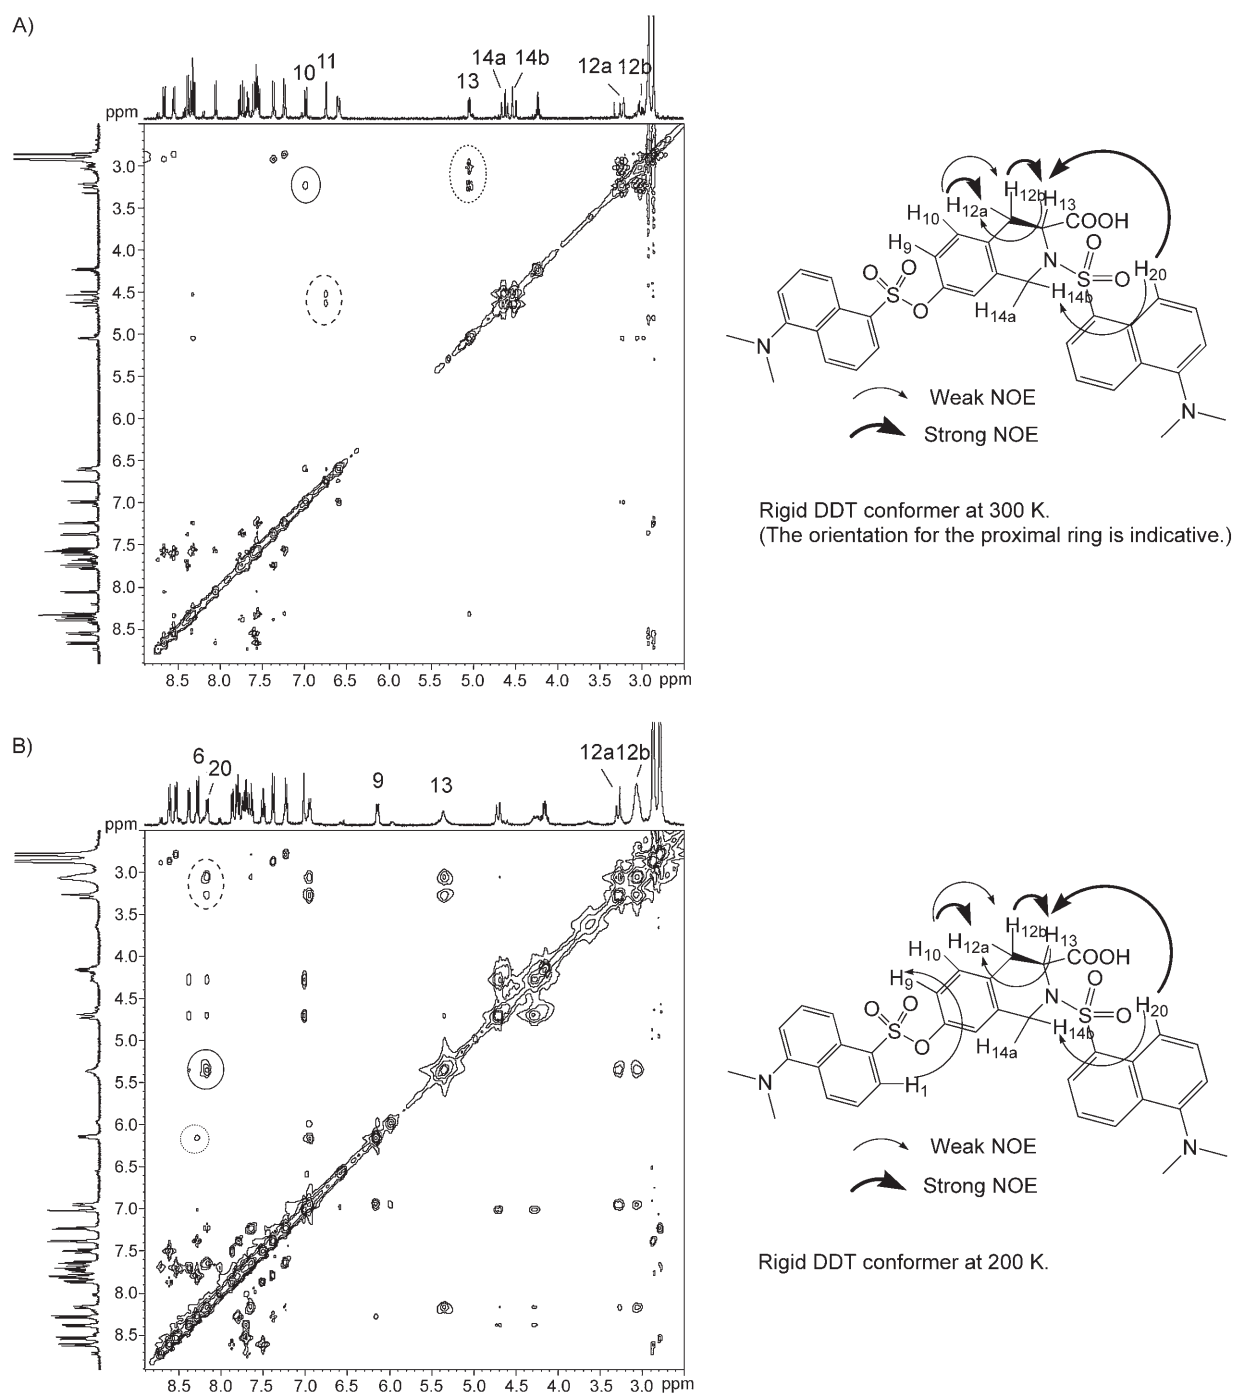 A)
10 11
13
14a 14b
12a 12b
ppm
3.0
3.5
4.0
4.5
5.0
5.5
6.0
6.5
7.0
7.5
8.0
8.5
8.5 8.0 7.5 7.0 6.5 6.0 5.5 5.0 4.5 4.0 3.5 3.0 ppm
H12b
H10 H12a H13
COOH
H9
O
O O
N S O H20
S
O
H14a H14b
N
N
Weak NOE
Strong NOE
Rigid DDT conformer at 300 K.
(The orientation for the proximal ring is indicative.)
B)
6
20
9
13
12a12b
ppm
3.0
3.5
4.0
4.5
5.0
5.5
6.0
6.5
7.0
7.5
8.0
8.5
8.5 8.0 7.5 7.0 6.5 6.0 5.5 5.0 4.5 4.0 3.5 3.0 ppm
H12b
H10 H12a H13
COOH
H9
O
O O
N S O H20
S
O
H14a H14b
H1
N
N
Weak NOE
Strong NOE
Rigid DDT conformer at 200 K.